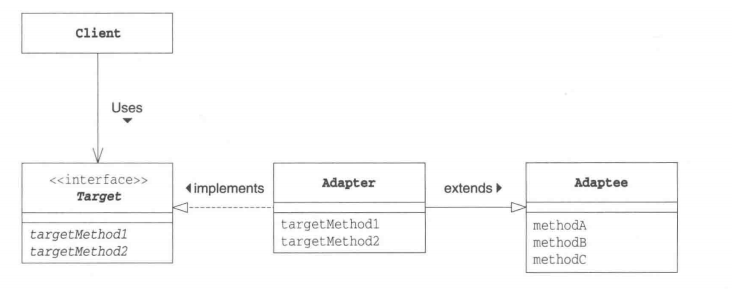 Client
Uses
<<interface>>
Target
targetMethod1
targetMethod2
implements
Adapter
targetMethod1
targetMethod2
extends
Adaptee
methodA
methodB
methodC